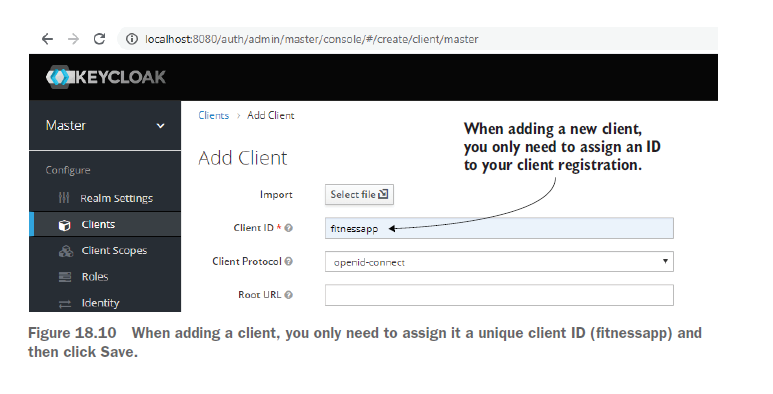 localhost:8080/auth/admin/master/console/#/create/client/master
KEYCLOAK
Master
Clients > Add Client
When adding a new client,
you only need to assign an ID
to your client registration.
Add Client
Configure
Import
Select file
Realm Settings
Client ID *
fitnessapp
Clients
Client Scopes
Client Protocol
openid-connect
Roles
Root URL
Identity
Figure 18.10 When adding a client, you only need to assign it a unique client ID (fitnessapp) and
then click Save.